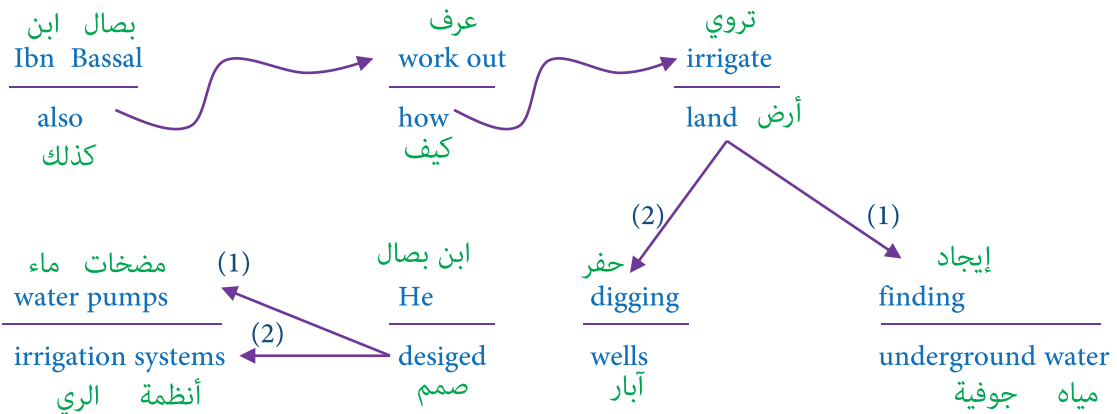 ابن بصال
Ibn Bassal
also
كذلك
عرف
work out
how
كيف
تروي
irrigate
land أرض
(1)
إيجاد
finding
underground water
مياه جوفية
(2)
حفر
digging
wells
آبار
ابن بصال
He
desiged
صمم
(1)
مضخات ماء
water pumps
(2)
irrigation systems
أنظمة الري